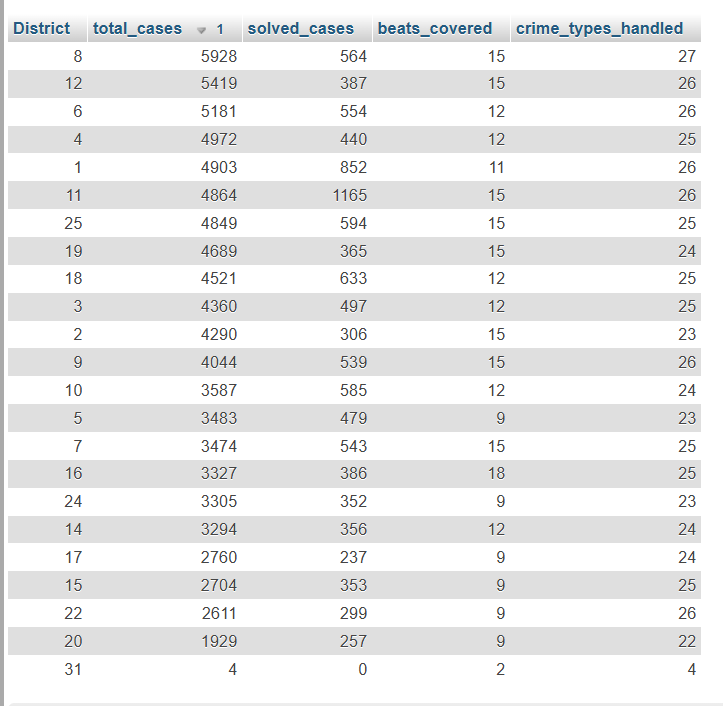 District total_cases 1 solved_cases beats_covered crime_types_handled
8 5928 564 15 27
12 5419 387 15 26
6 5181 554 12 26
4 4972 440 12 25
1 4903 852 11 26
11 4864 1165 15 26
25 4849 594 15 25
19 4689 365 15 24
18 4521 633 12 25
3 4360 497 12 25
2 4290 306 15 23
9 4044 539 15 26
10 3587 585 12 24
5 3483 479 9 23
7 3474 543 15 25
16 3327 386 18 25
24 3305 352 9 23
14 3294 356 12 24
17 2760 237 9 24
15 2704 353 9 25
22 2611 299 9 26
20 1929 257 9 22
31 4 0 2 4